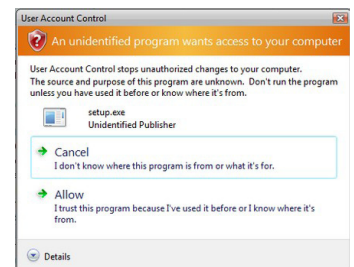 User Account Control
An unidentified program wants access to your computer
User Account Control stops unauthorized changes to your computer.
The source and purpose of this program are unknown. Don't run the program
unless you have used it before or know where it's from.
setup.exe
Unidentified Publisher
Cancel
I don't know where this program is from or what it's for.
Allow
I trust this program because I've used it before or I know where it's
from.
Details